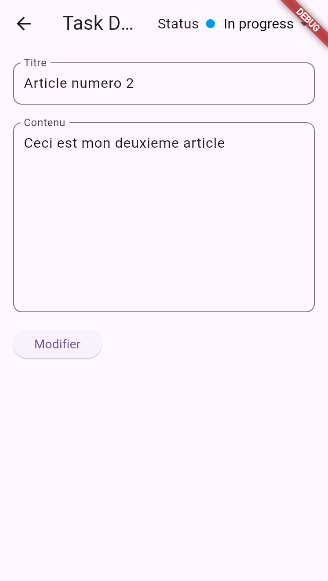 Task D... Status In progress
DEBUG
Titre
Article numero 2
Contenu
Ceci est mon deuxieme article
Modifier